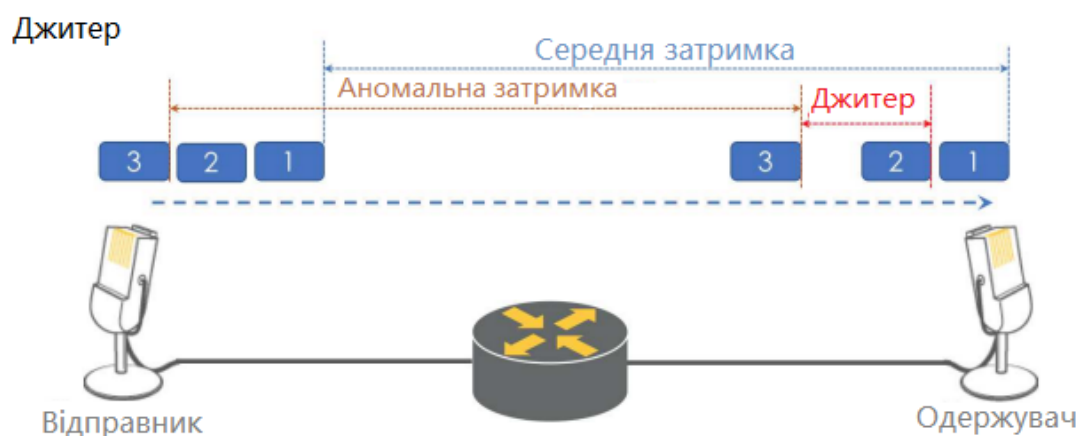 Джитер
Середня затримка
Аномальна затримка
Джитер
3 2 1 3 2 1
Відправник
Одержувач